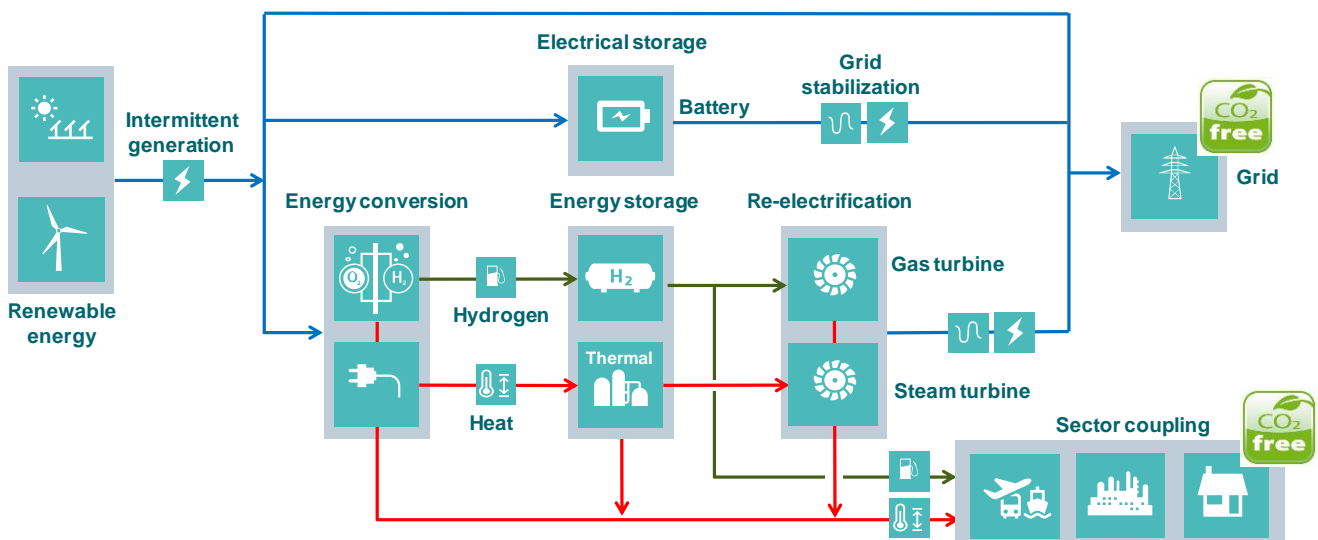 Electrical storage
Grid
stabilization
Battery
CO2
free
Intermittent
generation
Grid
Energy conversion
Energy storage
Re-electrification
O2
H2
H2
Gas turbine
Hydrogen
Renewable
energy
Thermal
Steam turbine
Heat
Sector coupling
CO2
free